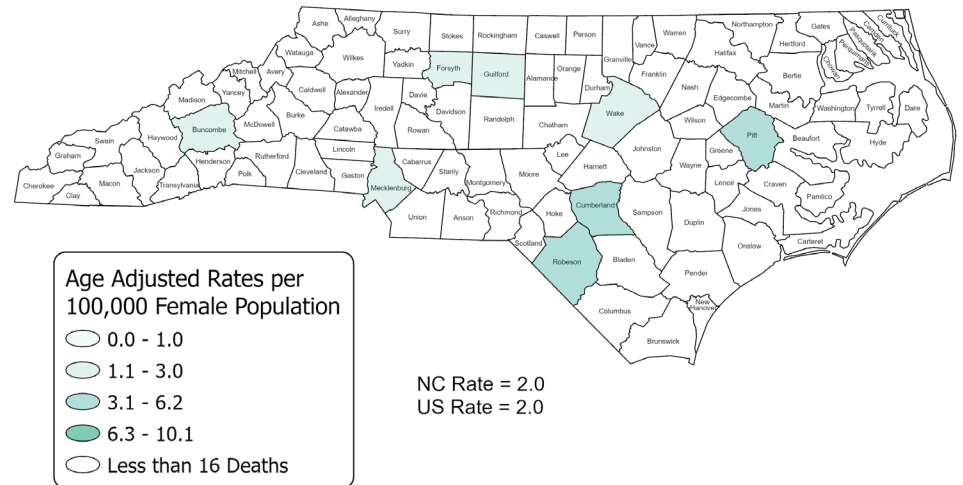 Ashe
Alleghany
Surry
Stokes
Rockingham
Caswell
Person
Granville
Vance
Warren
Northampton
Gates
Camden
Currituck
Pasquotank
Perquimans
Chowan
Hertford
Halifax
Watauga
Wilkes
Yadkin
Forsyth
Guilford
Alamance
Orange
Durham
Franklin
Nash
Bertie
Mitchell
Avery
Yancey
Madison
Caldwell
Alexander
Davie
Iredell
Davidson
Randolph
Chatham
Wake
Edgecombe
Martin
Washington
Tyrrell
Dare
Buncombe
McDowell
Burke
Catawba
Rowan
Wilson
Pitt
Beaufort
Hyde
Swain
Haywood
Lincoln
Cabarrus
Stanly
Montgomery
Moore
Lee
Harnett
Johnston
Wayne
Greene
Graham
Jackson
Henderson
Rutherford
Polk
Cleveland
Gaston
Mecklenburg
Lenoir
Craven
Pamlico
Cherokee
Clay
Macon
Transylvania
Union
Anson
Richmond
Scotland
Hoke
Cumberland
Sampson
Duplin
Jones
Carteret
Onslow
Robeson
Bladen
Pender
Columbus
New
Hanover
Brunswick
Age Adjusted Rates per
100,000 Female Population
0.0 - 1.0
1.1 - 3.0
3.1 - 6.2
6.3 - 10.1
Less than 16 Deaths
NC Rate = 2.0
US Rate = 2.0